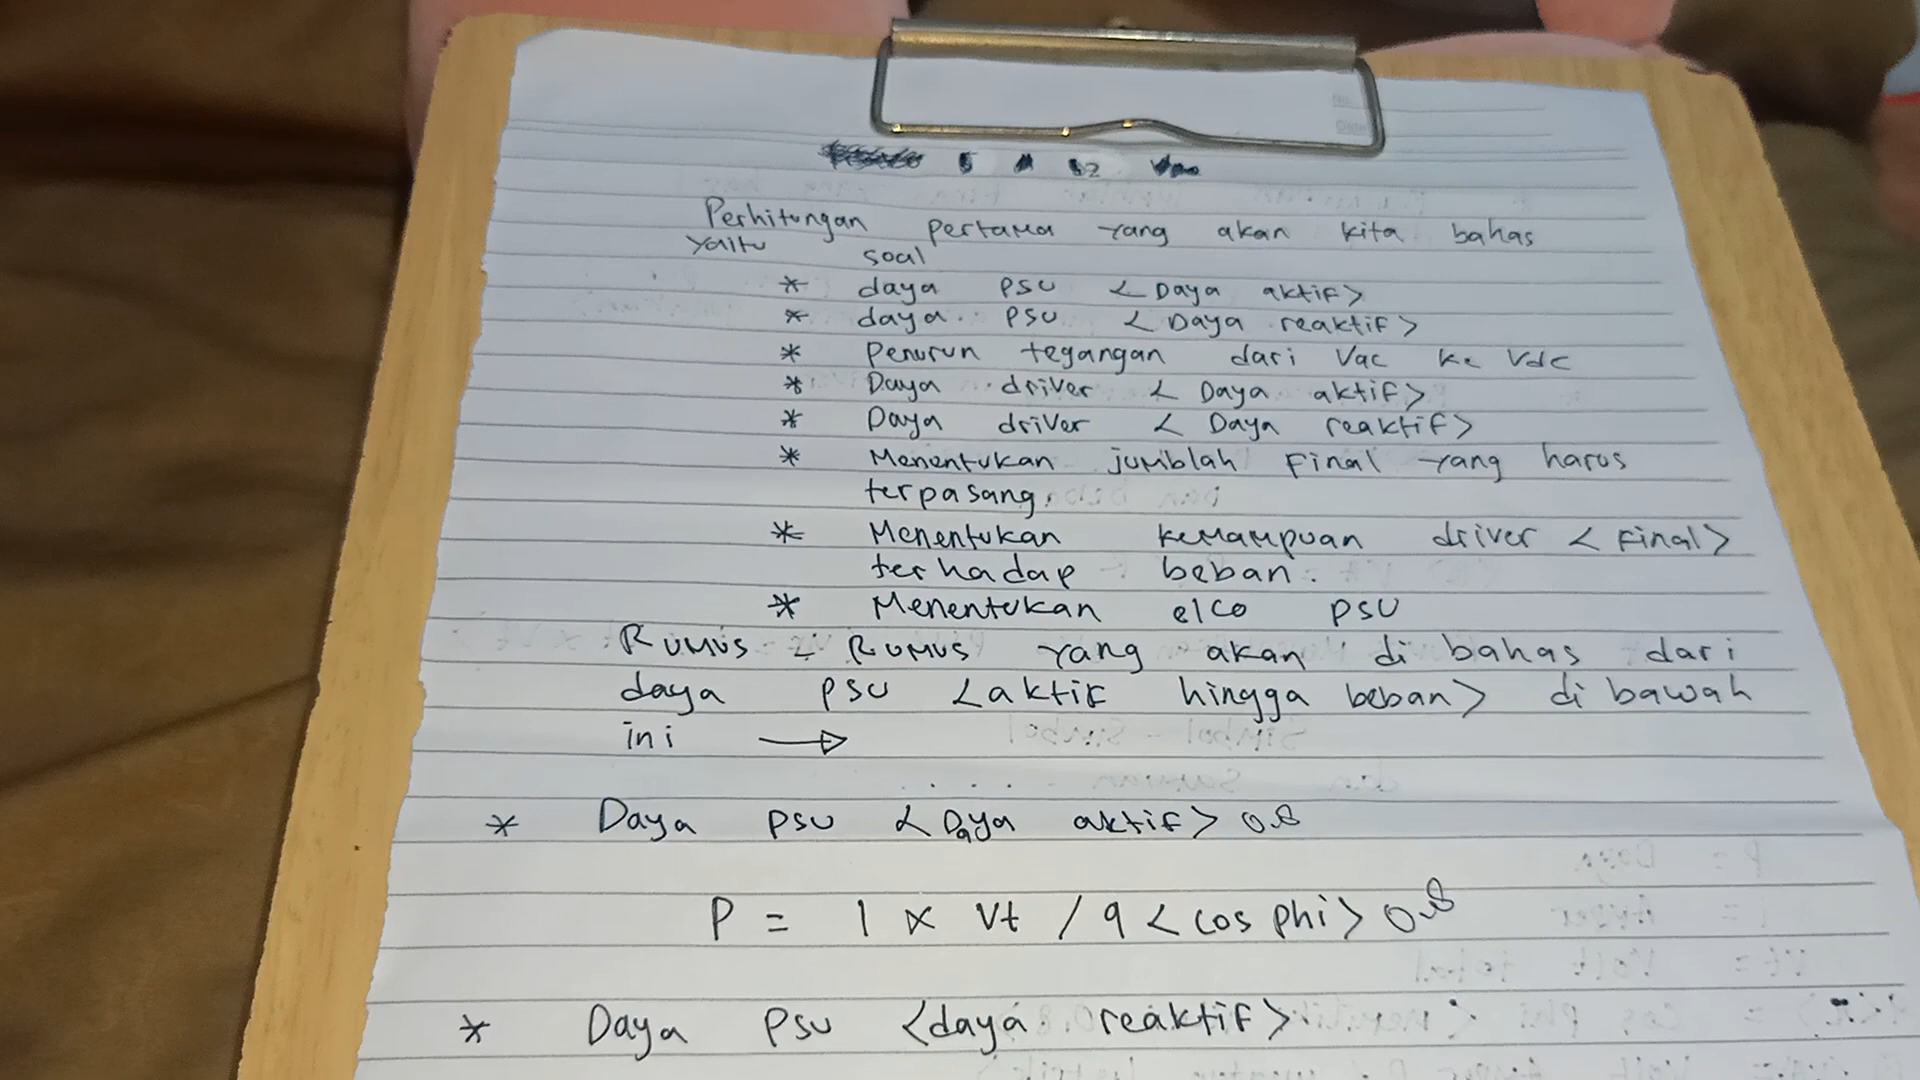 Perhitungan pertama yang akan kita bahas
yaitu soal
* daya psu <Daya aktif>
* daya psu <Daya reaktif>
* Penurun tegangan dari Vac ke Vdc
* Daya driver < Daya aktif>
* Daya driver < Daya reaktif>
* Menentukan jumblah Final yang harus
terpasang.
* Menentukan kemampuan driver < Final>
terhadap beban.
* Menentukan elco psu
Rumus - Rumus yang akan di bahas dari
daya psu <aktif hingga beban> di bawah
ini →
* Daya psu < Daya aktif> 0.8
P = 1 x Vt / 9 < cos phi> 0.8
* Daya psu <daya reaktif>